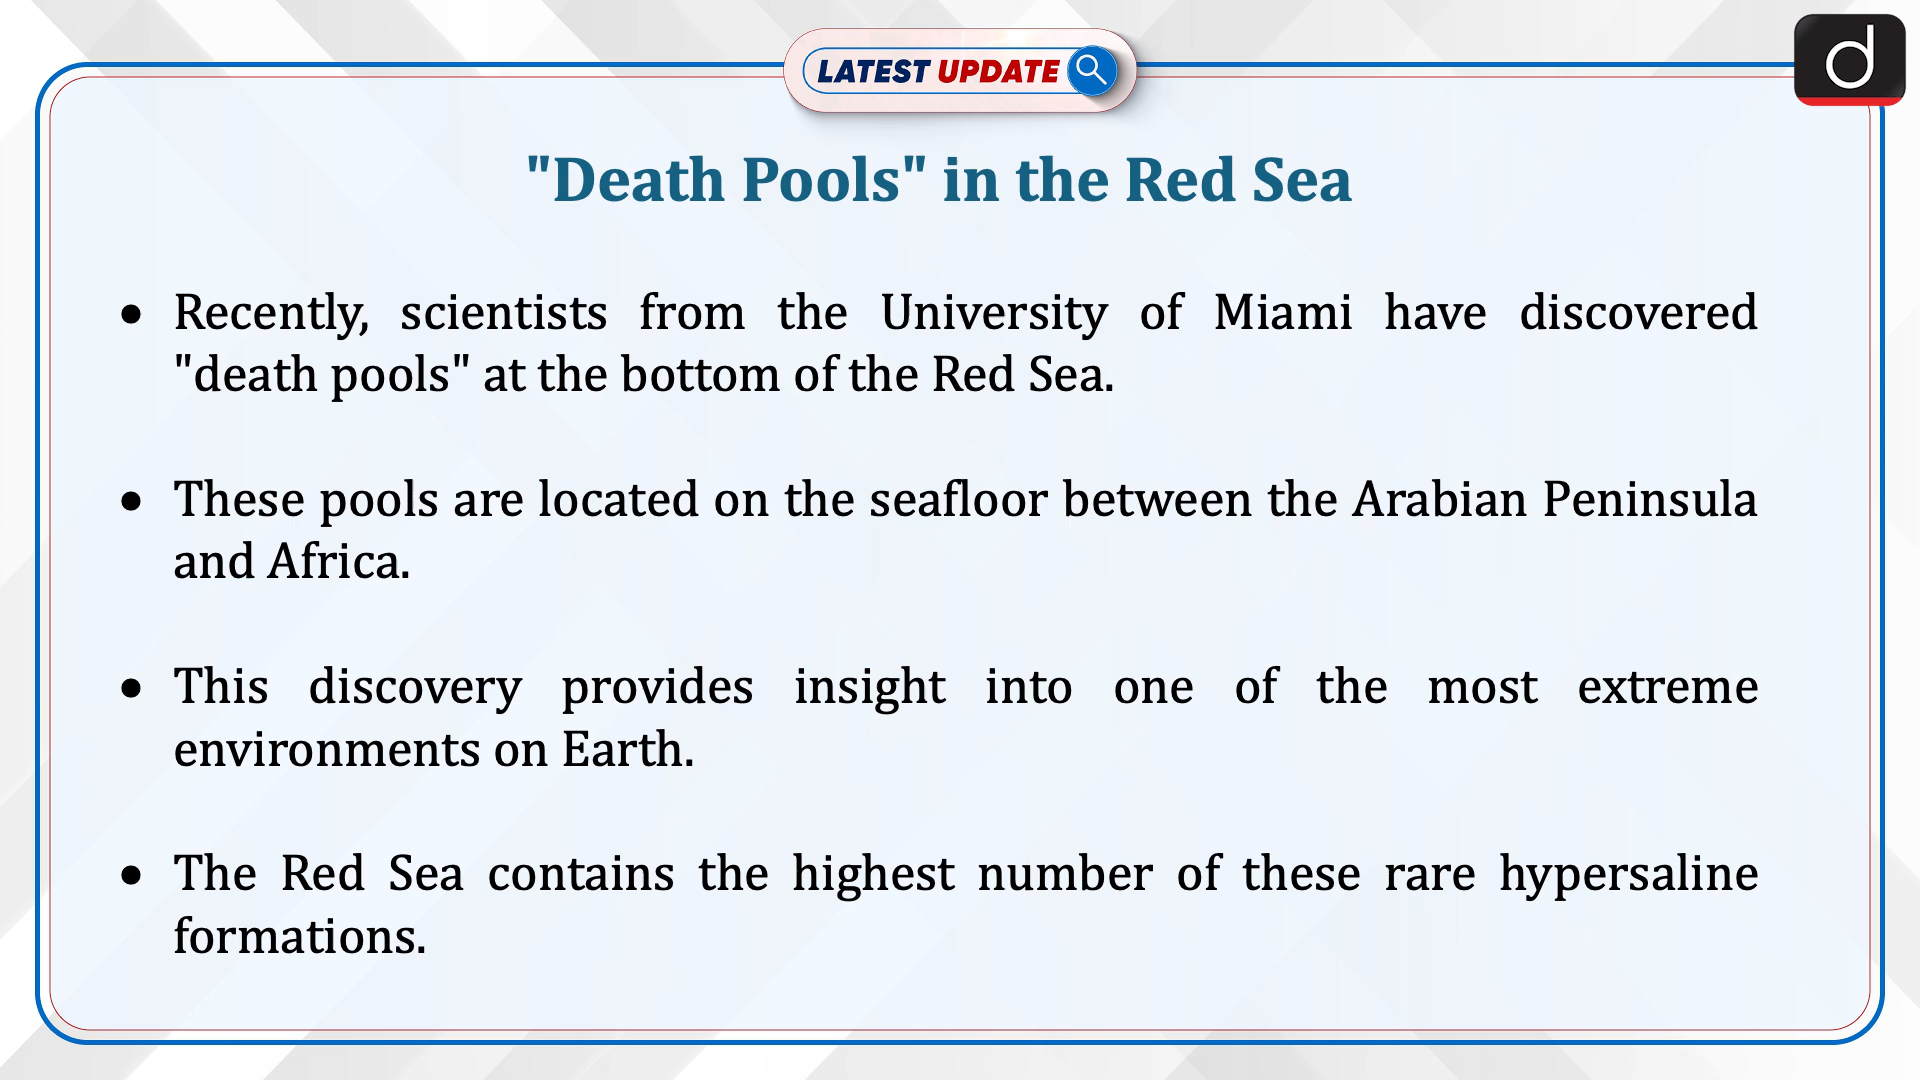 LATEST UPDATE
d
"Death Pools" in the Red Sea
• Recently, scientists from the University of Miami have discovered
"death pools" at the bottom of the Red Sea.
• These pools are located on the seafloor between the Arabian Peninsula
and Africa.
• This discovery provides insight into one of the most extreme
environments on Earth.
• The Red Sea contains the highest number of these rare hypersaline
formations.